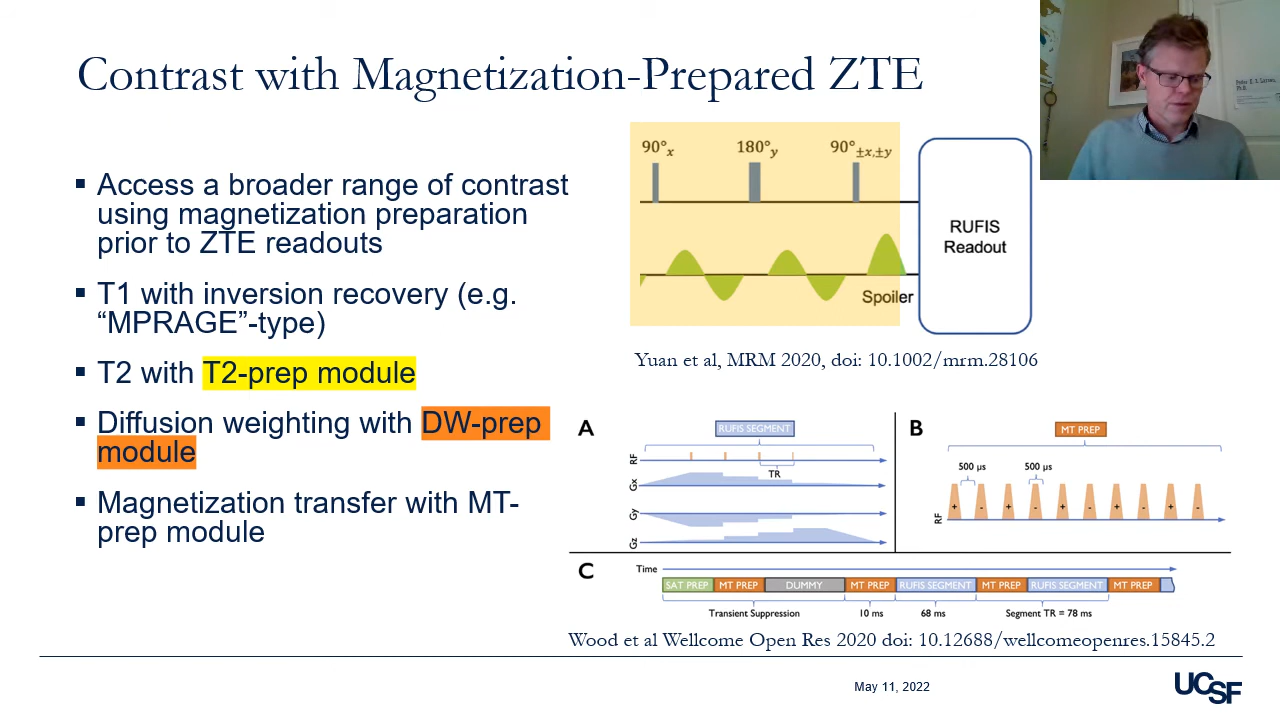 Contrast with Magnetization-Prepared ZTE
▪ Access a broader range of contrast
using magnetization preparation
prior to ZTE readouts
▪ T1 with inversion recovery (e.g.
“MPRAGE”-type)
▪ T2 with T2-prep module
▪ Diffusion weighting with DW-prep
module
▪ Magnetization transfer with MT-
prep module
90°x 180°y 90°±x,±y
RUFIS
Readout
Spoiler
Yuan et al, MRM 2020, doi: 10.1002/mrm.28106
A
RUFIS SEGMENT
RF
TR
Gx
Gy
Gz
B
MT PREP
500 µs 500 µs
+ - + - + - + - + -
RF
C
Time
SAT PREP MT PREP DUMMY MT PREP RUFIS SEGMENT MT PREP RUFIS SEGMENT MT PREP
Transient Suppression 10 ms 68 ms Segment TR = 78 ms
Wood et al Wellcome Open Res 2020 doi: 10.12688/wellcomeopenres.15845.2
May 11, 2022
UCSF